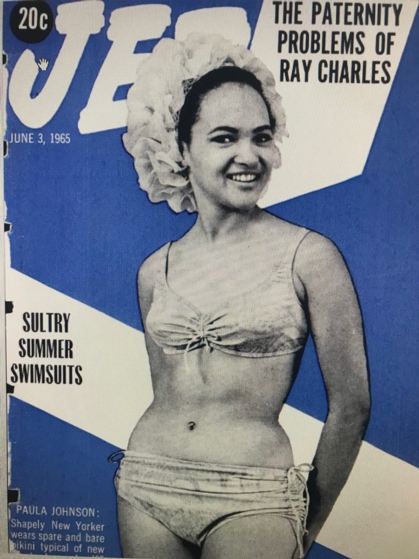 20c
JET
THE PATERNITY
PROBLEMS OF
RAY CHARLES
JUNE 3, 1965
SULTRY
SUMMER
SWIMSUITS
PAULA JOHNSON:
Shapely New Yorker
wears spare and bare
bikini typical of new